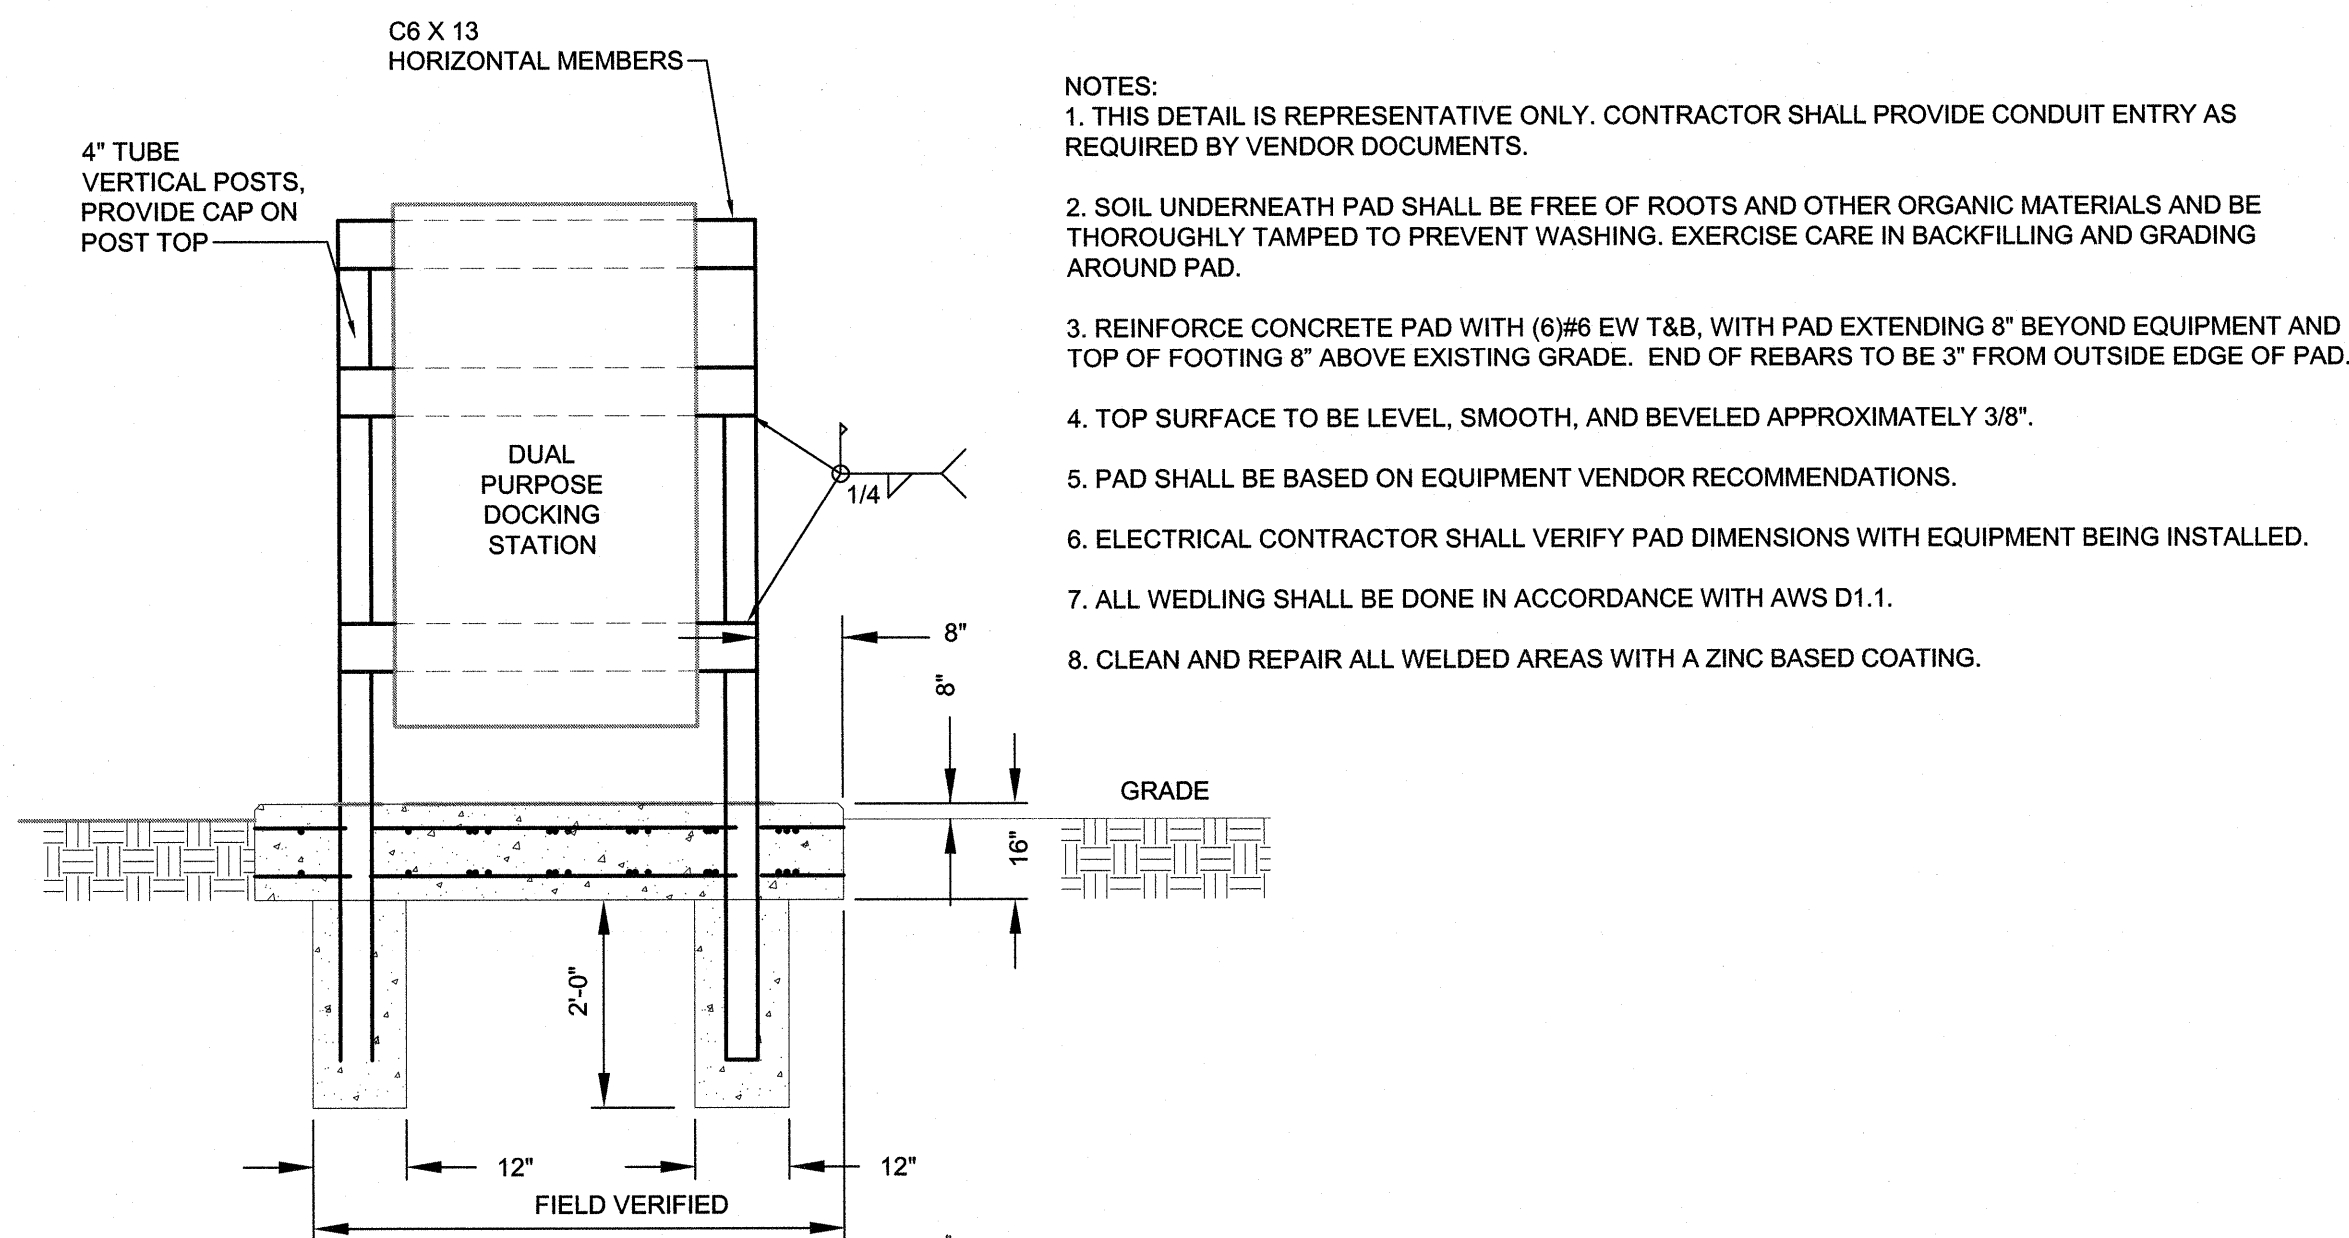 C6 X 13
HORIZONTAL MEMBERS
4" TUBE
VERTICAL POSTS,
PROVIDE CAP ON
POST TOP
DUAL
PURPOSE
DOCKING
STATION
1/4
8"
8"
16"
GRADE
2'-0"
12"
12"
FIELD VERIFIED
NOTES:
1. THIS DETAIL IS REPRESENTATIVE ONLY. CONTRACTOR SHALL PROVIDE CONDUIT ENTRY AS
REQUIRED BY VENDOR DOCUMENTS.
2. SOIL UNDERNEATH PAD SHALL BE FREE OF ROOTS AND OTHER ORGANIC MATERIALS AND BE
THOROUGHLY TAMPED TO PREVENT WASHING. EXERCISE CARE IN BACKFILLING AND GRADING
AROUND PAD.
3. REINFORCE CONCRETE PAD WITH (6)#6 EW T&B, WITH PAD EXTENDING 8" BEYOND EQUIPMENT AND
TOP OF FOOTING 8" ABOVE EXISTING GRADE. END OF REBARS TO BE 3" FROM OUTSIDE EDGE OF PAD.
4. TOP SURFACE TO BE LEVEL, SMOOTH, AND BEVELED APPROXIMATELY 3/8".
5. PAD SHALL BE BASED ON EQUIPMENT VENDOR RECOMMENDATIONS.
6. ELECTRICAL CONTRACTOR SHALL VERIFY PAD DIMENSIONS WITH EQUIPMENT BEING INSTALLED.
7. ALL WEDLING SHALL BE DONE IN ACCORDANCE WITH AWS D1.1.
8. CLEAN AND REPAIR ALL WELDED AREAS WITH A ZINC BASED COATING.